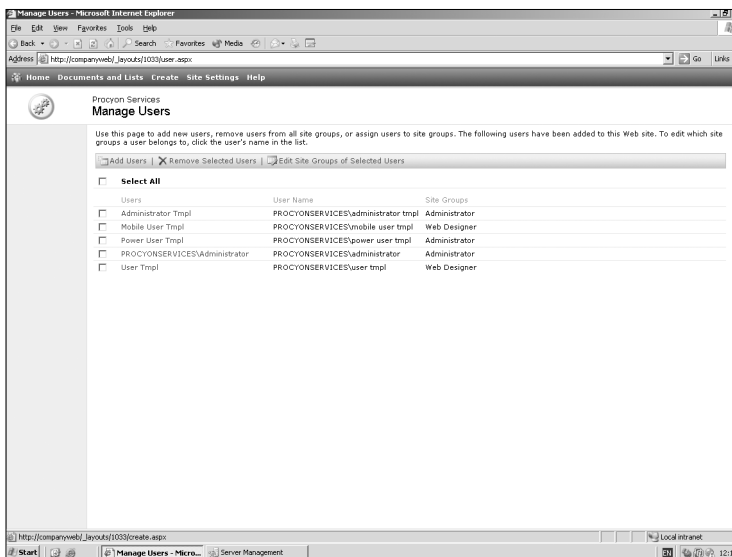 Manage Users - Microsoft Internet Explorer
File Edit View Favorites Tools Help
Back Search Favorites Media
Address http://companyweb/_layouts/1033/user.aspx Go Links
Home Documents and Lists Create Site Settings Help
Procyon Services
Manage Users
Use this page to add new users, remove users from all site groups, or assign users to site groups. The following users have been added to this Web site. To edit which site
groups a user belongs to, click the user's name in the list.
Add Users | Remove Selected Users | Edit Site Groups of Selected Users
Select All
Users User Name Site Groups
Administrator Tmpl PROCYONSERVICES\administrator tmpl Administrator
Mobile User Tmpl PROCYONSERVICES\mobile user tmpl Web Designer
Power User Tmpl PROCYONSERVICES\power user tmpl Administrator
PROCYONSERVICES\Administrator PROCYONSERVICES\administrator Administrator
User Tmpl PROCYONSERVICES\user tmpl Web Designer
http://companyweb/_layouts/1033/create.aspx Local intranet
Start Manage Users - Micro... Server Management EN